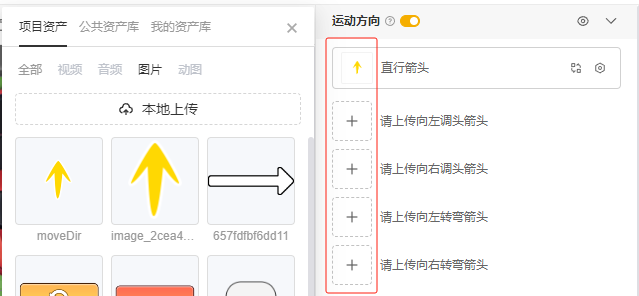 项目资产 公共资产库 我的资产库
全部 视频 音频 图片 动图
本地上传
moveDir image_2cea4... 657fdfbf6dd11
运动方向
直行箭头
请上传向左调头箭头
请上传向右调头箭头
请上传向左转弯箭头
请上传向右转弯箭头